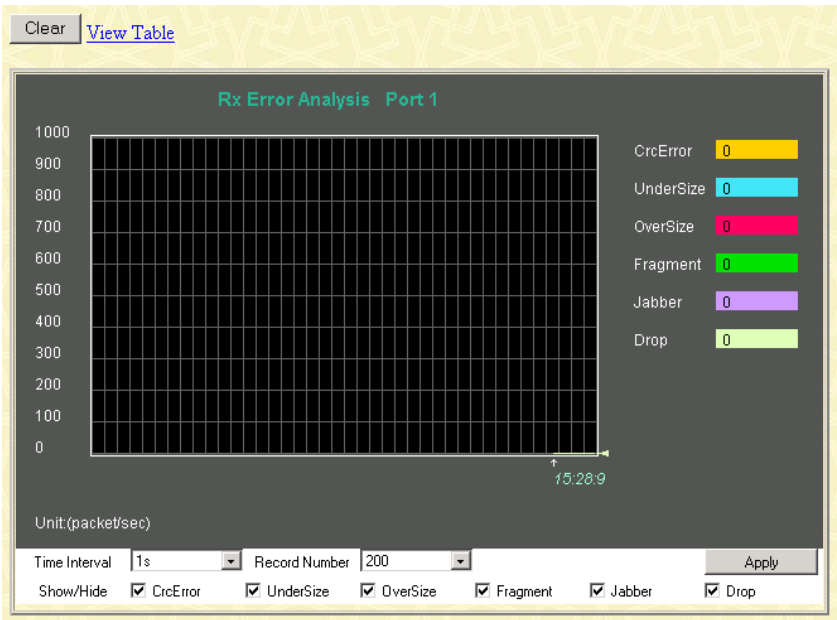 Clear View Table
Rx Error Analysis Port 1
1000
900
800
700
600
500
400
300
200
100
0
CrcError 0
UnderSize 0
OverSize 0
Fragment 0
Jabber 0
Drop 0
15:28:9
Unit:(packet/sec)
Time Interval 1s Record Number 200 Apply
Show/Hide CrcError UnderSize OverSize Fragment Jabber Drop